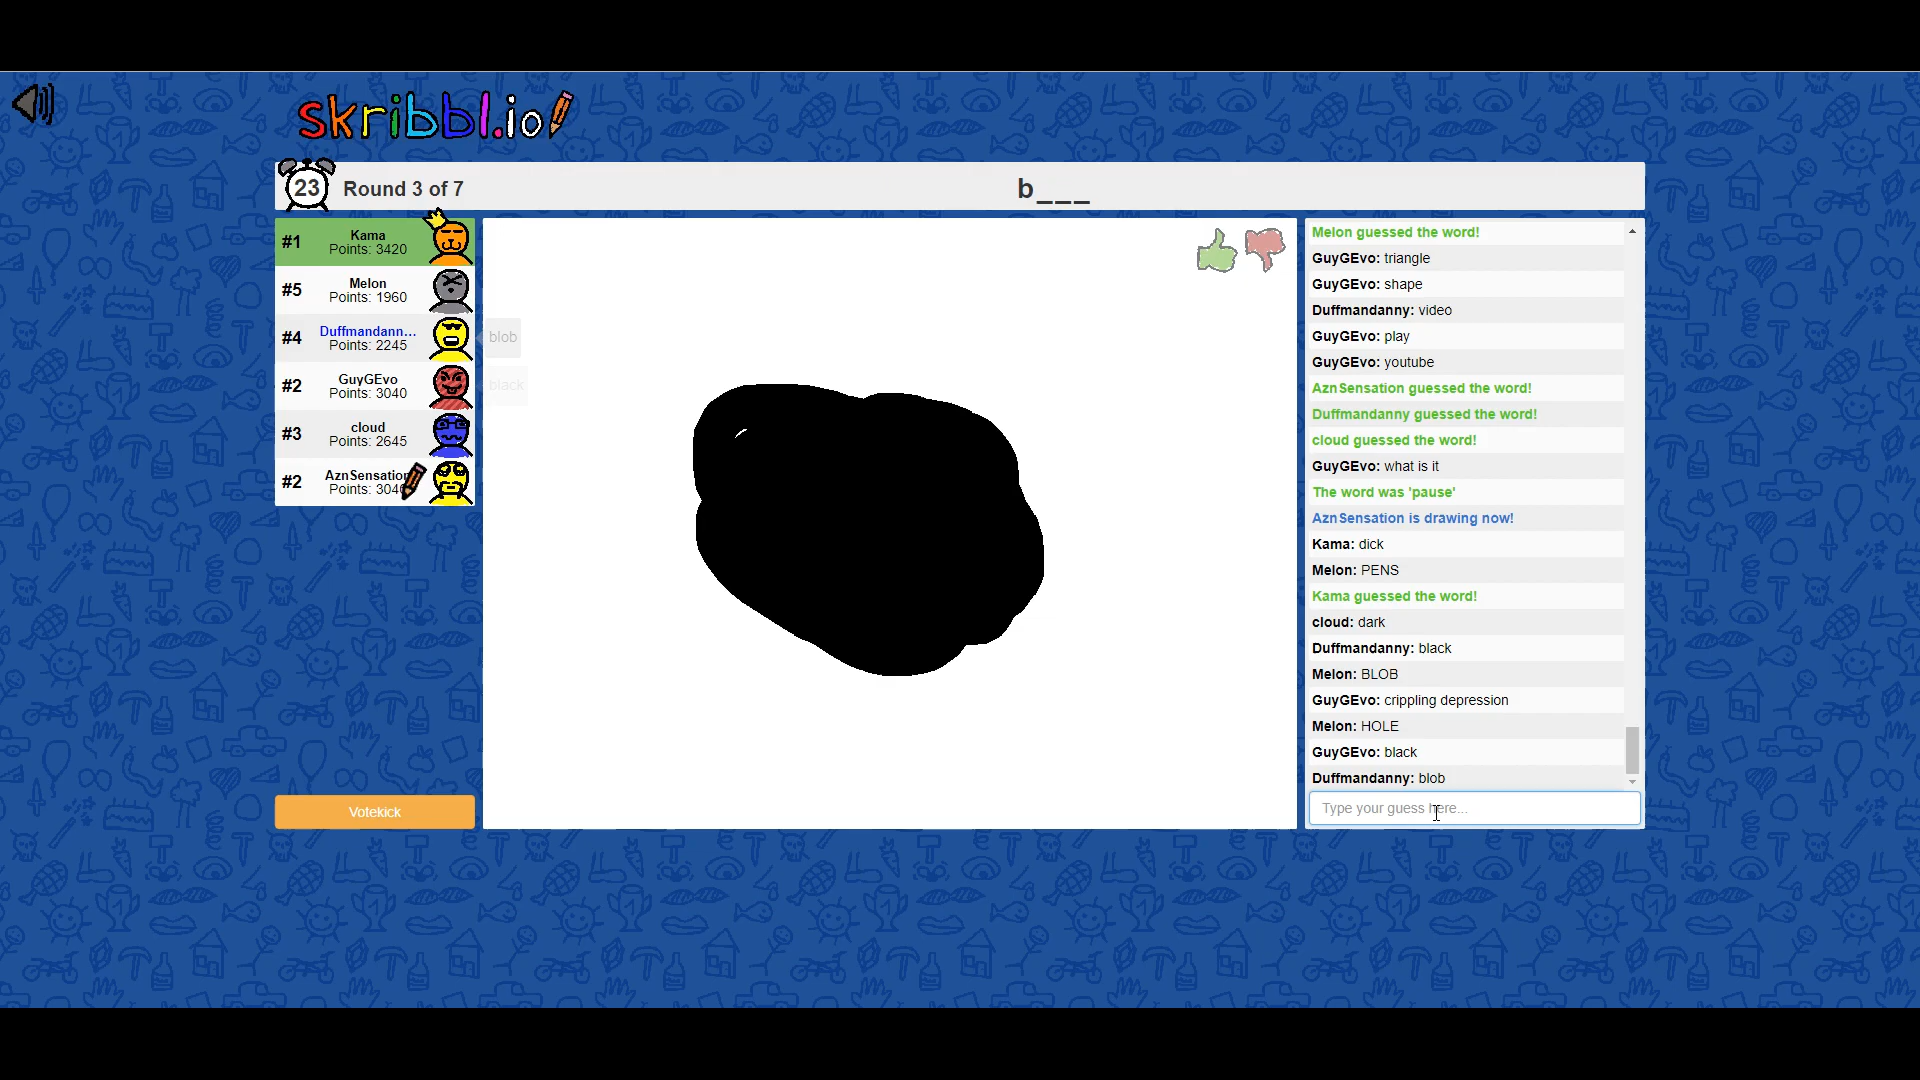 skribbl.io
23
Round 3 of 7
b___
#1
Kama
Points: 3420
#5
Melon
Points: 1960
#4
Duffmandann...
Points: 2245
#2
GuyGEvo
Points: 3040
#3
cloud
Points: 2645
#2
AznSensation
Points: 3040
Votekick
blob
black
Melon guessed the word!
GuyGEvo: triangle
GuyGEvo: shape
Duffmandanny: video
GuyGEvo: play
GuyGEvo: youtube
AznSensation guessed the word!
Duffmandanny guessed the word!
cloud guessed the word!
GuyGEvo: what is it
The word was 'pause'
AznSensation is drawing now!
Kama: dick
Melon: PENS
Kama guessed the word!
cloud: dark
Duffmandanny: black
Melon: BLOB
GuyGEvo: crippling depression
Melon: HOLE
GuyGEvo: black
Duffmandanny: blob
Type your guess here...